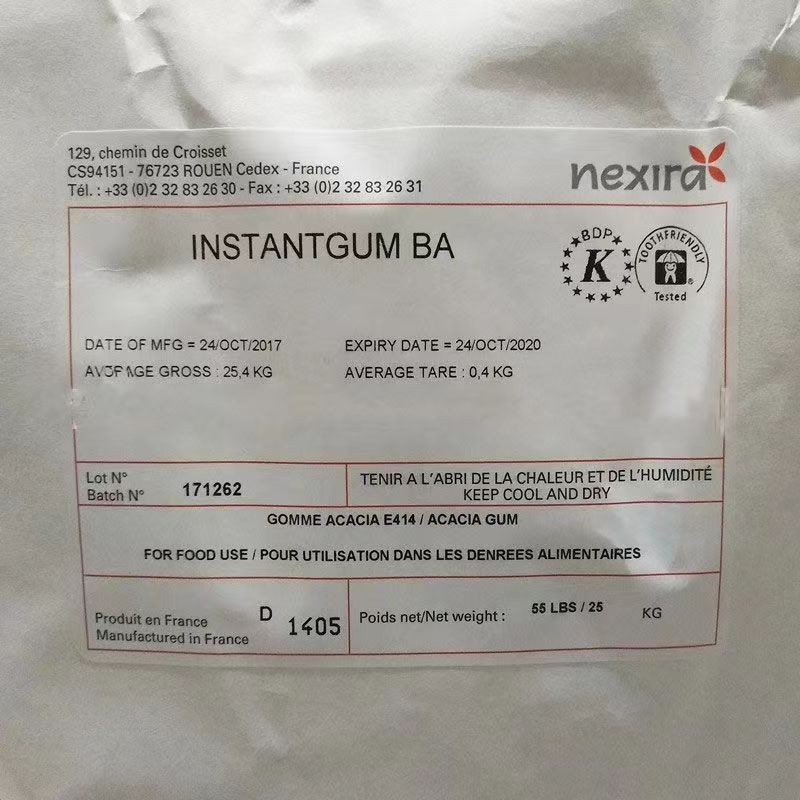 129, chemin de Croisset
CS94151 - 76723 ROUEN Cedex - France
Tél. : +33 (0)2 32 83 26 30 - Fax : +33 (0)2 32 83 26 31
nexira
INSTANTGUM BA
BDP
K
TOOTHFRIENDLY
®
Tested
DATE OF MFG = 24/OCT/2017
EXPIRY DATE = 24/OCT/2020
GROSS : 25,4 KG
AVERAGE TARE : 0,4 KG
Lot N°
Batch N°
171262
TENIR A L'ABRI DE LA CHALEUR ET DE L'HUMIDITÉ
KEEP COOL AND DRY
GOMME ACACIA E414 / ACACIA GUM
FOR FOOD USE / POUR UTILISATION DANS LES DENREES ALIMENTAIRES
Produit en France
Manufactured in France
D
1405
Poids net/Net weight :
55 LBS / 25
KG